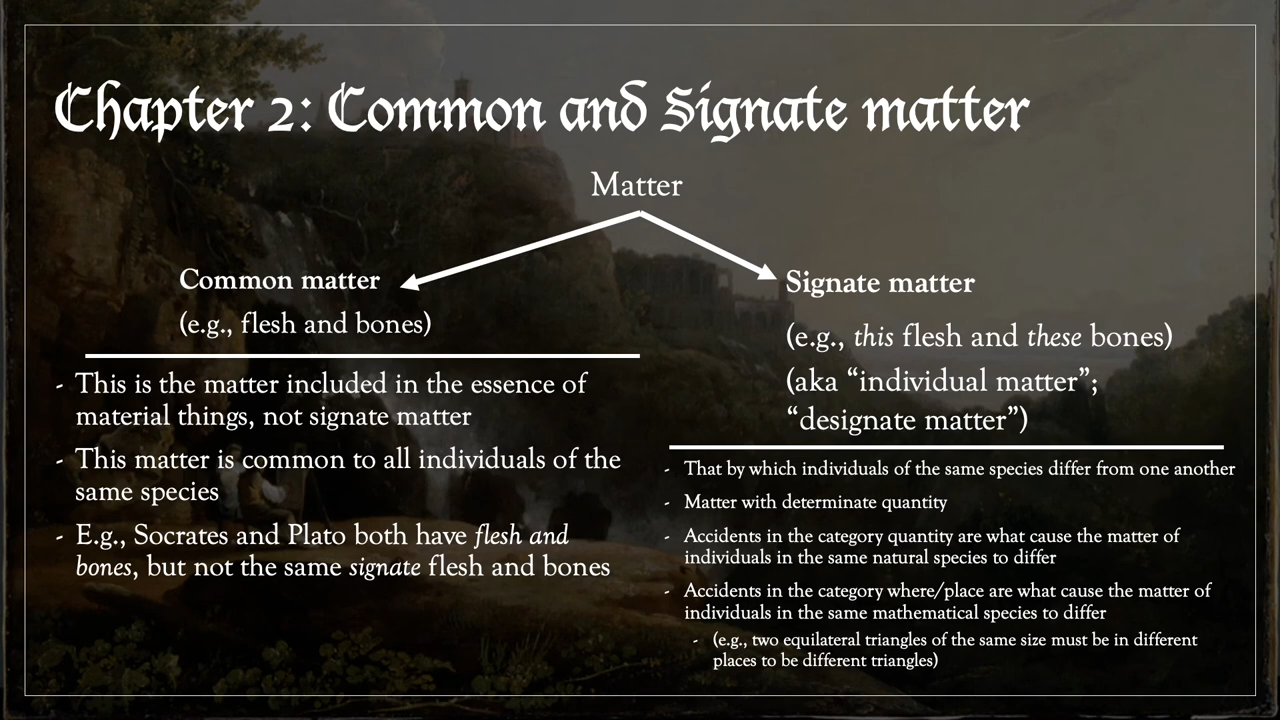 Chapter 2: Common and Signate matter
Matter
Common matter
(e.g., flesh and bones)
- This is the matter included in the essence of
material things, not signate matter
- This matter is common to all individuals of the
same species
- E.g., Socrates and Plato both have flesh and
bones, but not the same signate flesh and bones
Signate matter
(e.g., this flesh and these bones)
(aka “individual matter”;
“designate matter”)
- That by which individuals of the same species differ from one another
- Matter with determinate quantity
- Accidents in the category quantity are what cause the matter of
individuals in the same natural species to differ
- Accidents in the category where/place are what cause the matter of
individuals in the same mathematical species to differ
- (e.g., two equilateral triangles of the same size must be in different
places to be different triangles)